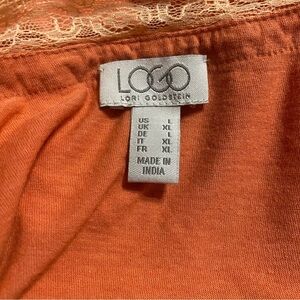 LOGO
LORI GOLDSTEIN
US L
UK XL
DE L
IT XL
FR XL
MADE IN
INDIA